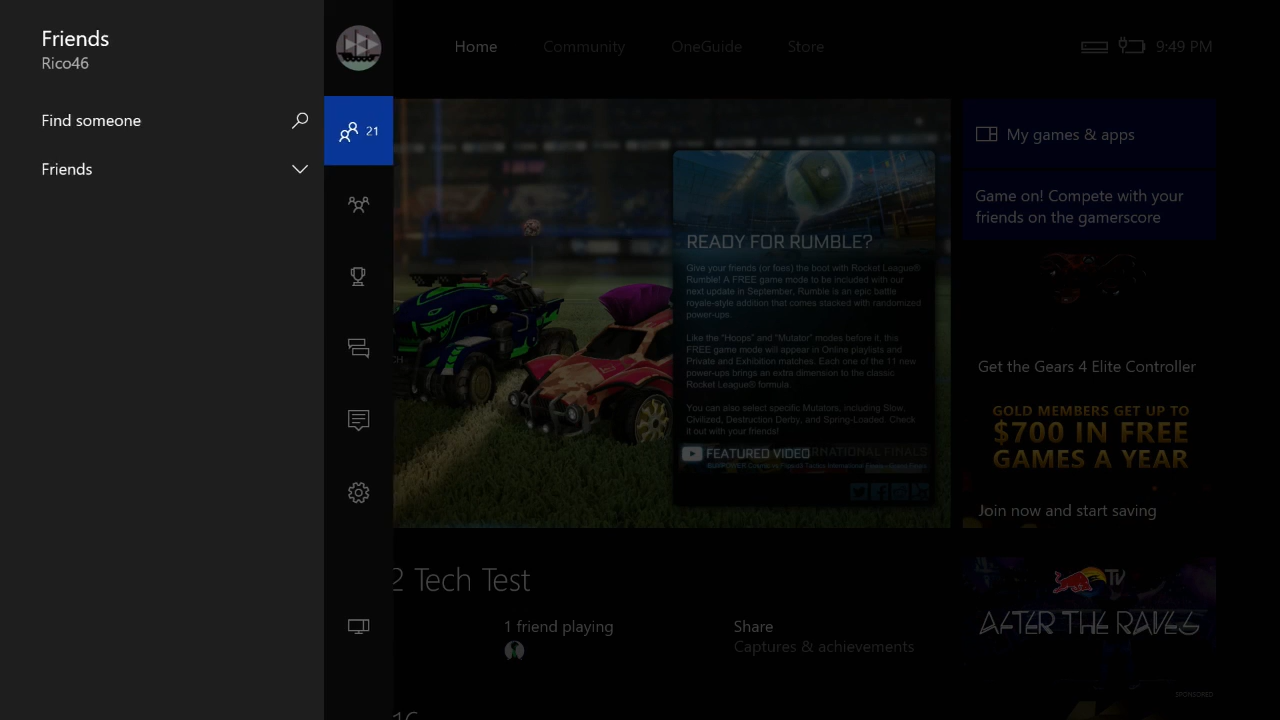 Friends
Rico46
Find someone
Friends
21
Home
Community
OneGuide
Store
9:49 PM
READY FOR RUMBLE?
Give your friends (or foes) the boot with Rocket League®
Rumble! A FREE game mode to be included with our
next update in September, Rumble is an epic battle
royale-style addition that comes stacked with randomized
power-ups.
Like the "Hoops" and "Mutator" modes before it, this
FREE game mode will appear in Online playlists and
Private and Exhibition matches. Each one of the 11 new
power-ups brings an extra dimension to the classic
Rocket League® formula.
You can also select specific Mutators, including Slow,
Civilized, Destruction Derby, and Spring-Loaded. Check
it out with your friends!
FEATURED VIDEO
RNATIONAL FINALS
My games & apps
Game on! Compete with your
friends on the gamerscore
Get the Gears 4 Elite Controller
GOLD MEMBERS GET UP TO
$700 IN FREE
GAMES A YEAR
Join now and start saving
2 Tech Test
1 friend playing
Share
Captures & achievements
TV
AFTER THE RAVES
SPONSORED
16